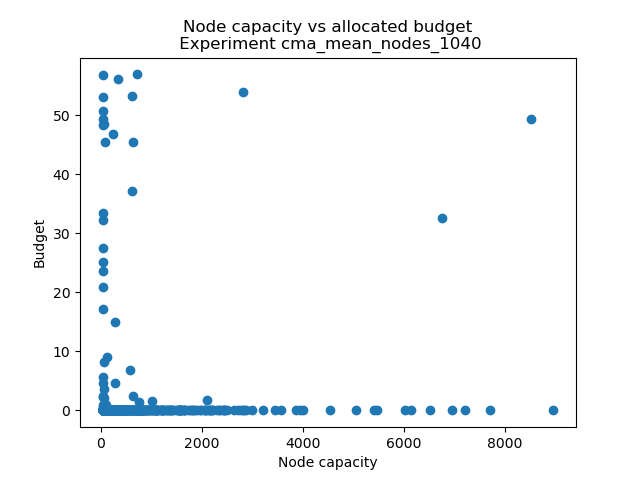 Node capacity vs allocated budget
Experiment cma_mean_nodes_1040
50
40
30
20
10
0
Budget
0 2000 4000 6000 8000
Node capacity